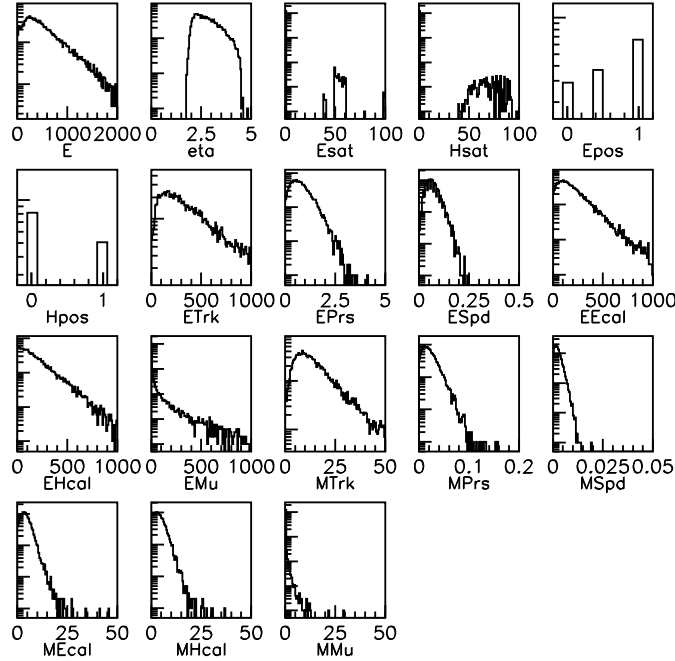 0 1000 2000
E
0 2.5 5
eta
0 50 100
Esat
0 50 100
Hsat
0 1
Epos
0 1
Hpos
0 500 1000
ETrk
0 2.5 5
EPrs
0 0.25 0.5
ESpd
0 500 1000
EEcal
0 500 1000
EHcal
0 500 1000
EMu
0 25 50
MTrk
0 0.1 0.2
MPrs
0 0.025 0.05
MSpd
0 25 50
MEcal
0 25 50
MHcal
0 25 50
MMu